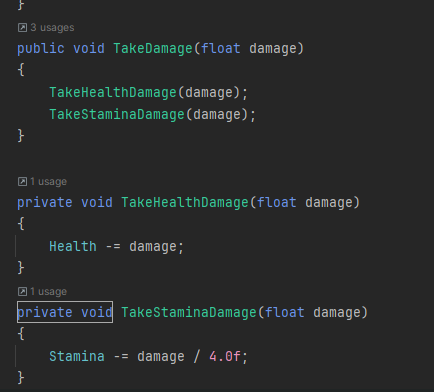 }
3 usages
public void TakeDamage(float damage)
{
TakeHealthDamage(damage);
TakeStaminaDamage(damage);
}
1 usage
private void TakeHealthDamage(float damage)
{
Health -= damage;
}
1 usage
private void TakeStaminaDamage(float damage)
{
Stamina -= damage / 4.0f;
}